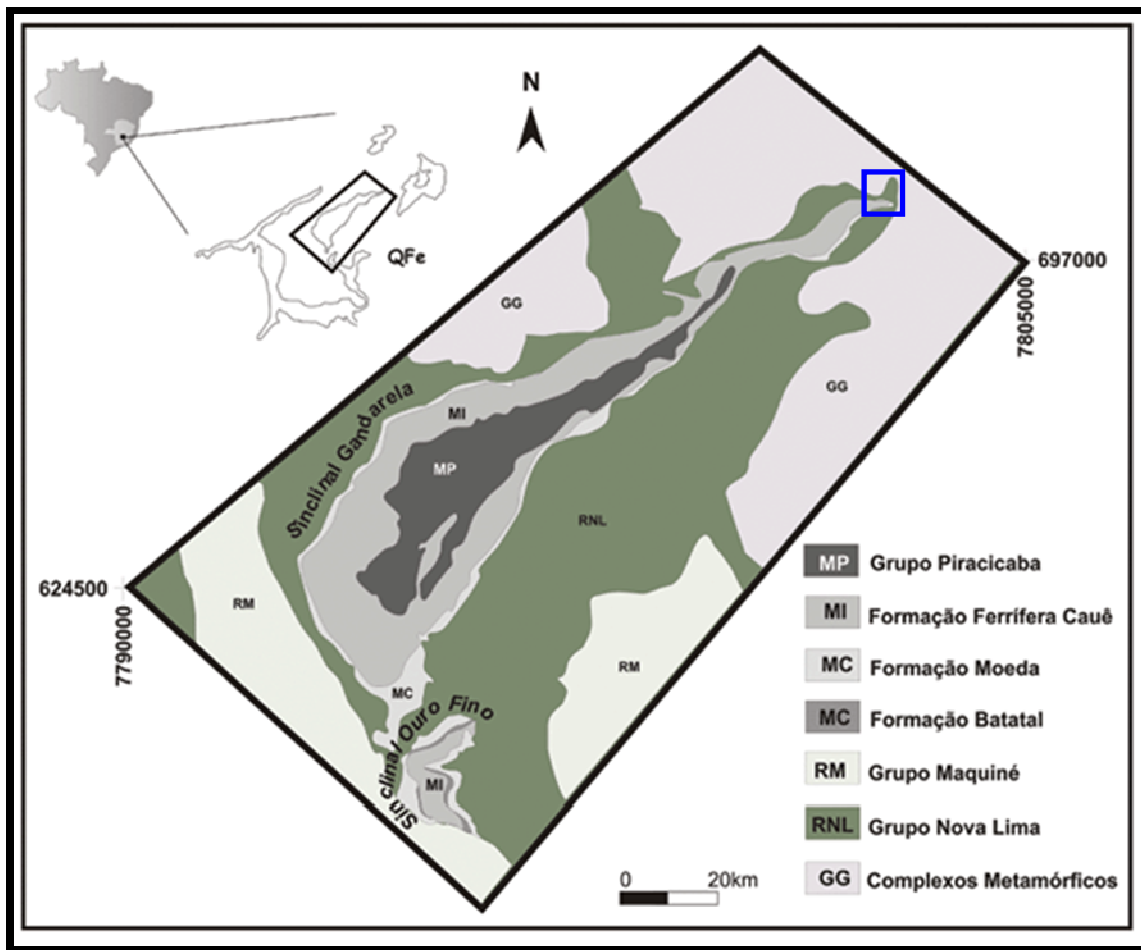 N
QFe
697000
7805000
GG
GG
MI
Sinclinal Gandarela
MP
RNL
624500
7790000
RM
RM
MC
Sinclinal Ouro Fino
MI
MP Grupo Piracicaba
MI Formação Ferrífera Cauê
MC Formação Moeda
MC Formação Batatal
RM Grupo Maquiné
RNL Grupo Nova Lima
GG Complexos Metamórficos
0 20km